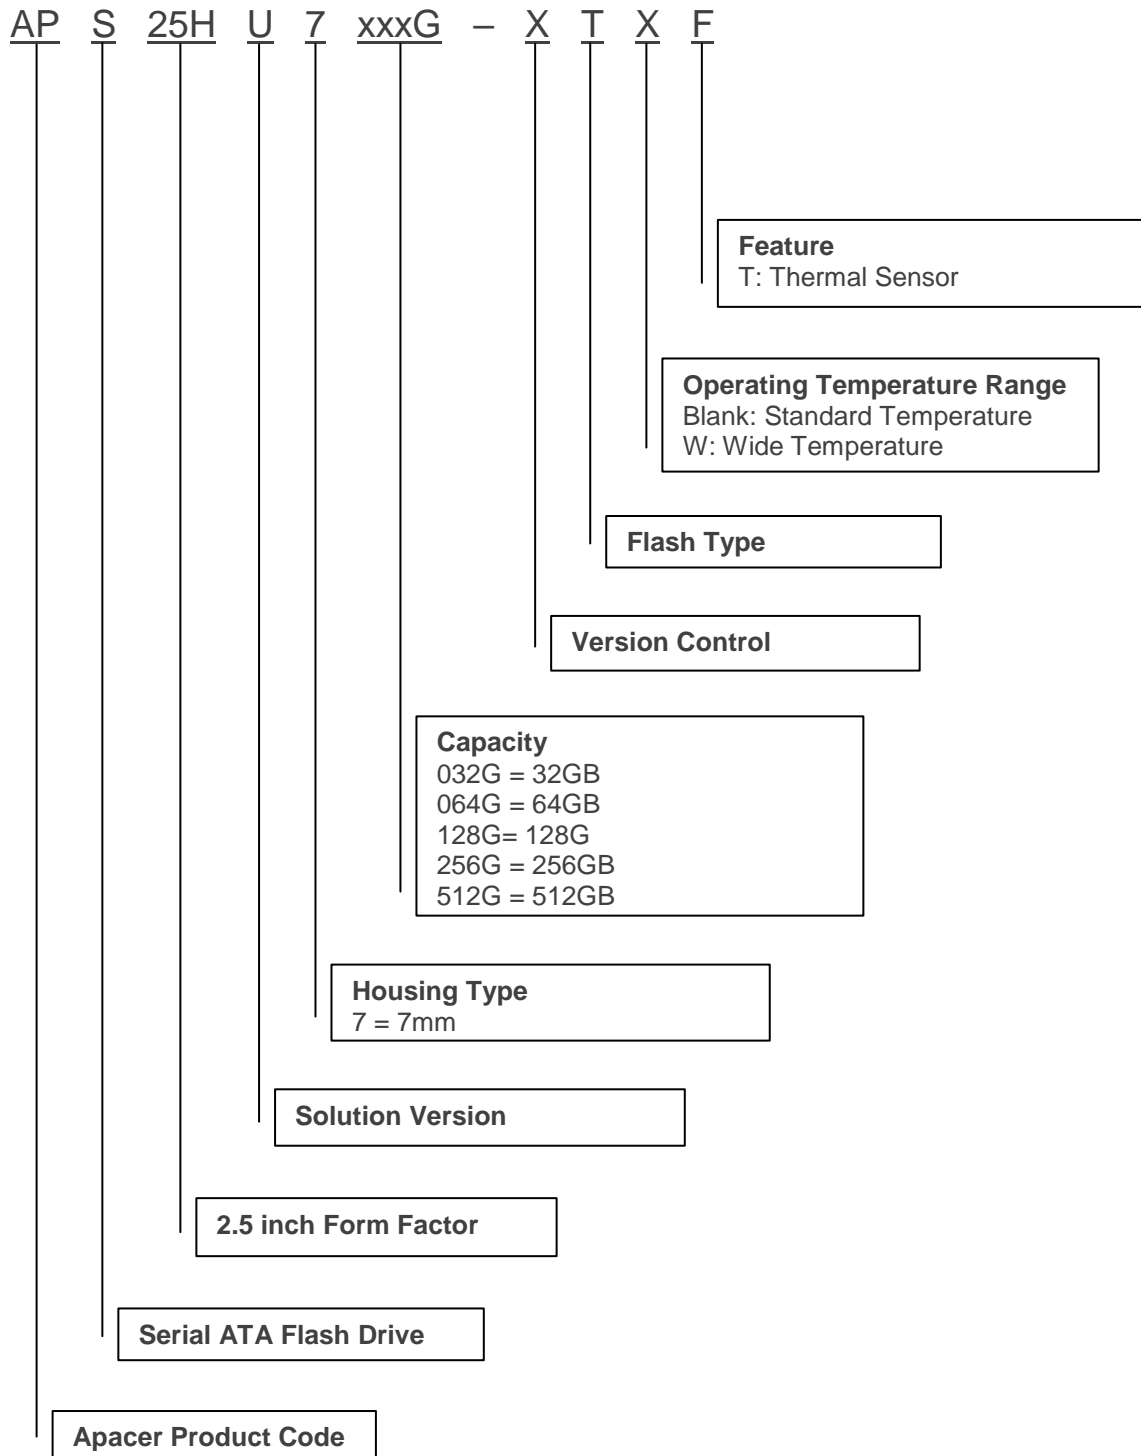 AP S 25H U 7 xxxG – X T X F
Feature
T: Thermal Sensor
Operating Temperature Range
Blank: Standard Temperature
W: Wide Temperature
Flash Type
Version Control
Capacity
032G = 32GB
064G = 64GB
128G= 128G
256G = 256GB
512G = 512GB
Housing Type
7 = 7mm
Solution Version
2.5 inch Form Factor
Serial ATA Flash Drive
Apacer Product Code